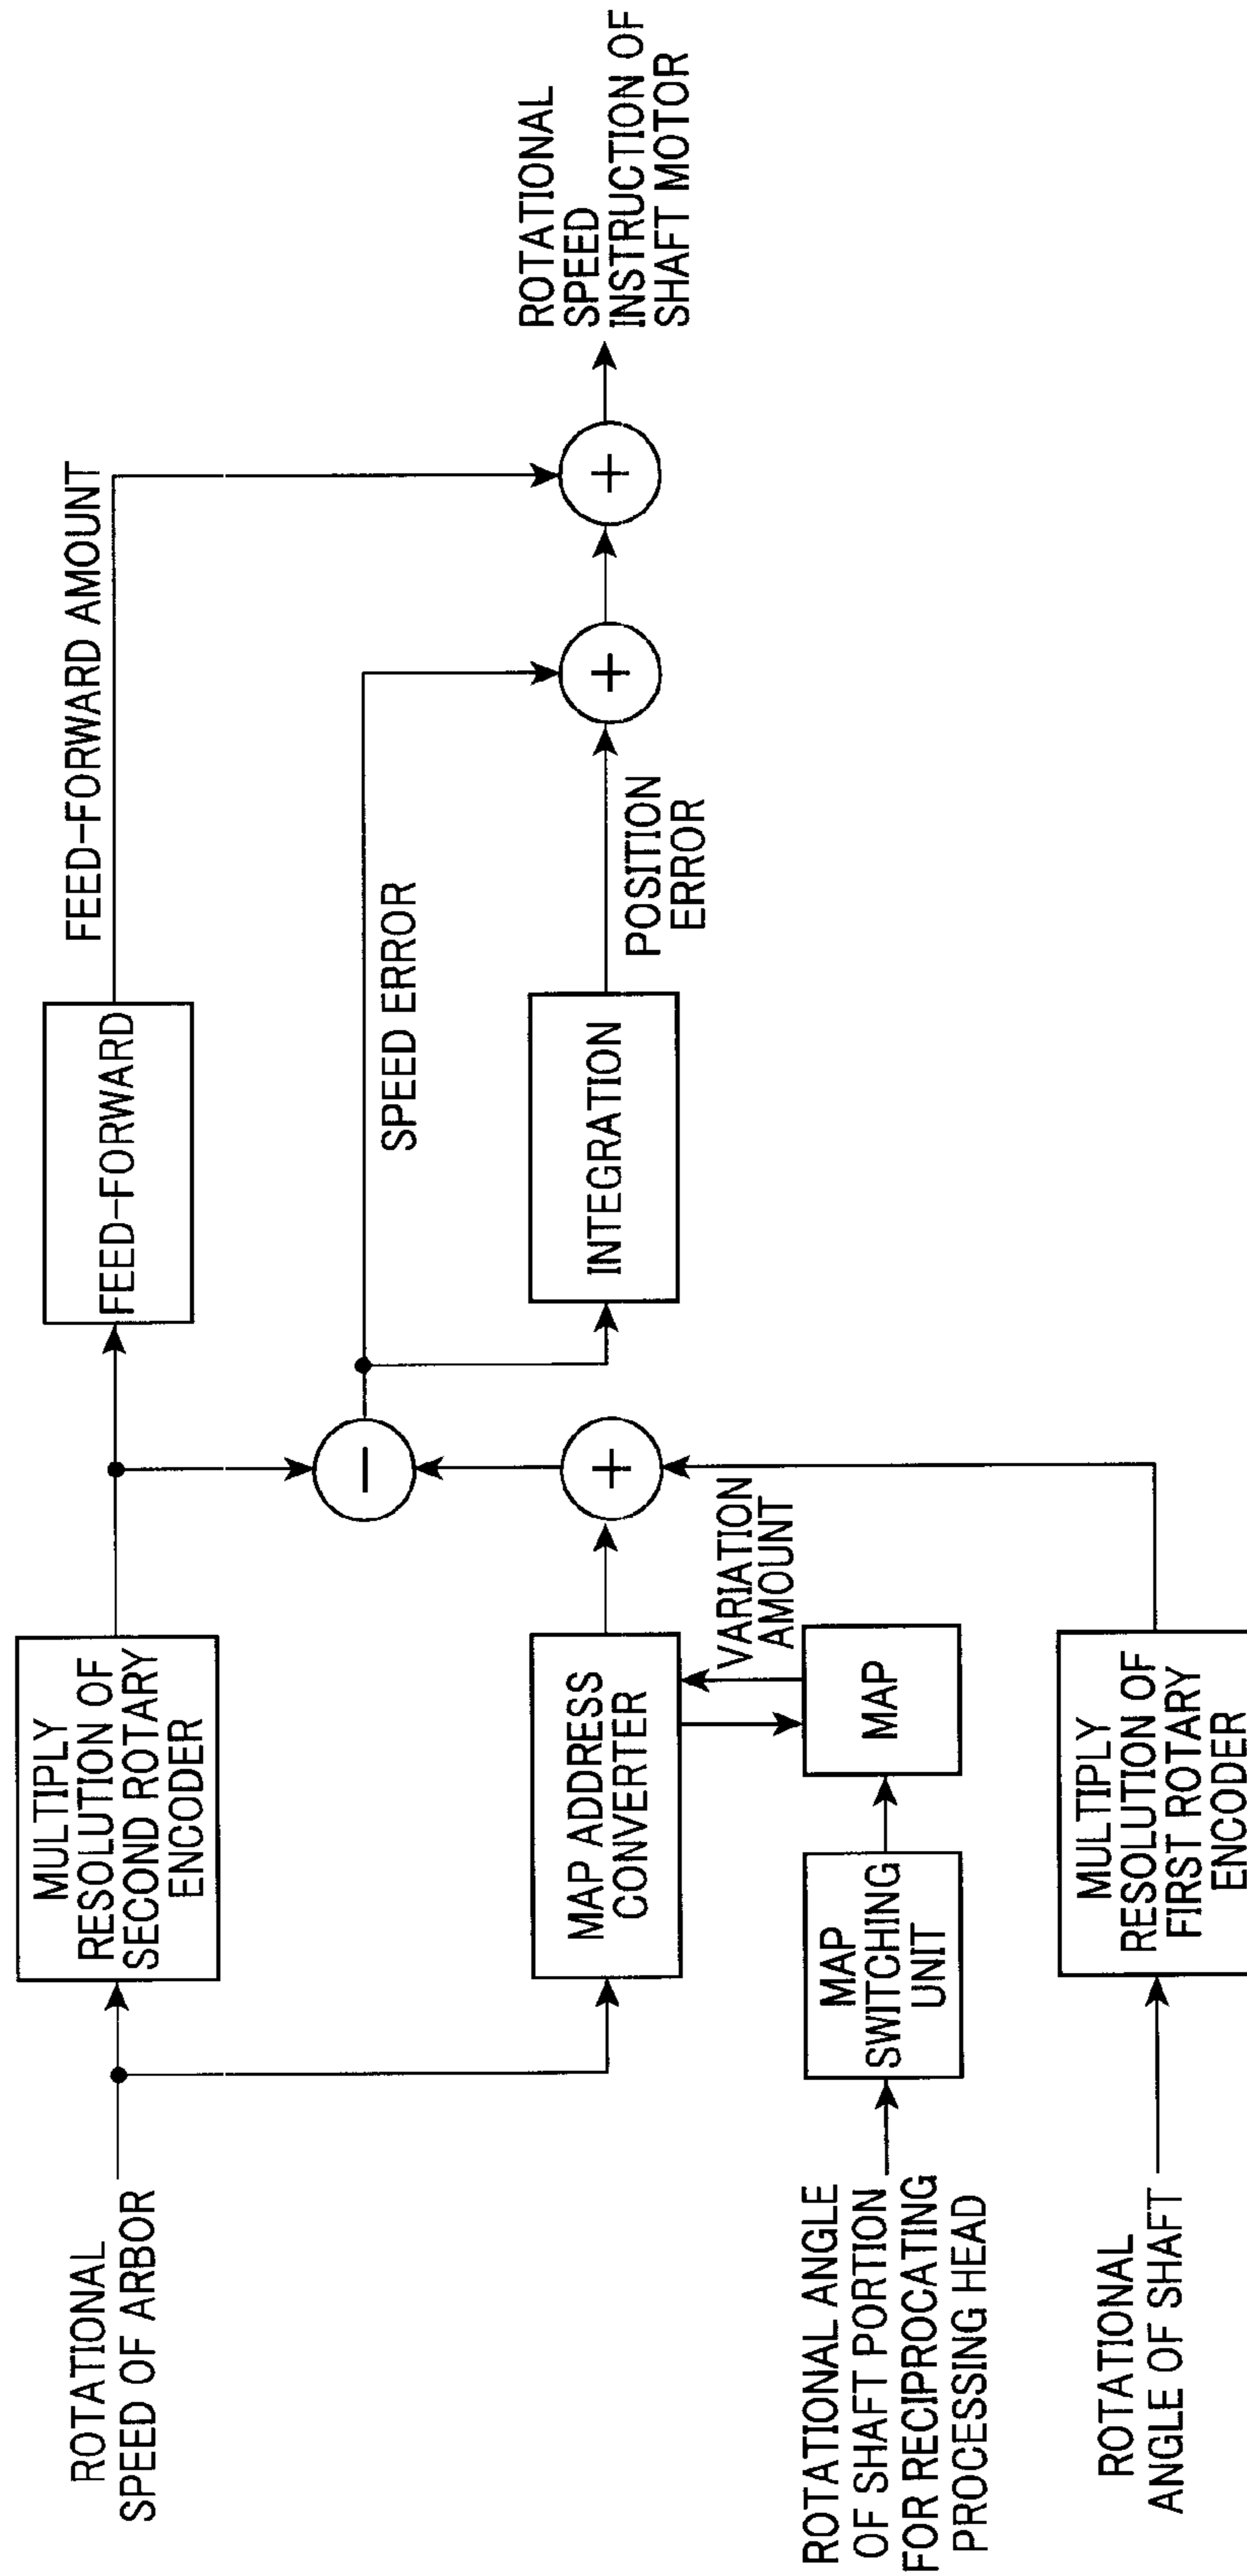 ROTATIONAL
SPEED OF ARBOR
MULTIPLY
RESOLUTION OF
SECOND ROTARY
ENCODER
FEED-FORWARD
FEED-FORWARD AMOUNT
−
SPEED ERROR
MAP ADDRESS
CONVERTER
+
INTEGRATION
POSITION
ERROR
+
+
ROTATIONAL
SPEED
INSTRUCTION OF
SHAFT MOTOR
VARIATION
AMOUNT
ROTATIONAL ANGLE
OF SHAFT PORTION
FOR RECIPROCATING
PROCESSING HEAD
MAP
SWITCHING
UNIT
MAP
ROTATIONAL
ANGLE OF SHAFT
MULTIPLY
RESOLUTION OF
FIRST ROTARY
ENCODER